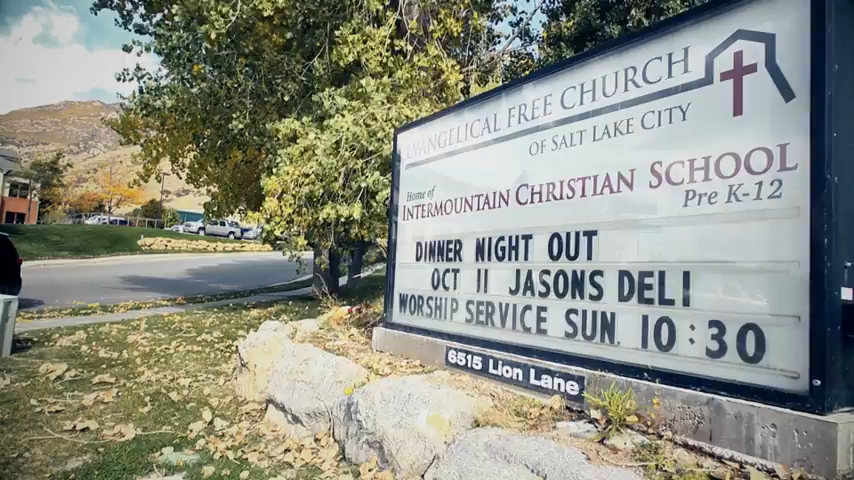 EVANGELICAL FREE CHURCH
OF SALT LAKE CITY
Home of
INTERMOUNTAIN CHRISTIAN SCHOOL
Pre K-12
DINNER NIGHT OUT
OCT 11 JASONS DELI
WORSHIP SERVICE SUN. 10:30
6515 Lion Lane